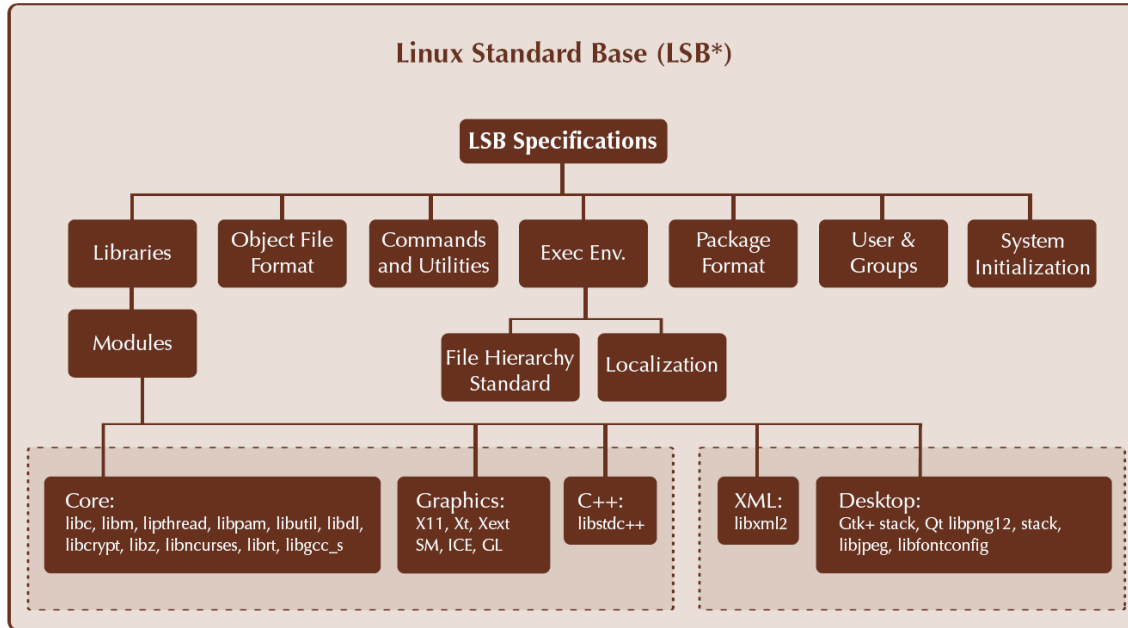 Linux Standard Base (LSB*)
LSB Specifications
Libraries
Object File
Format
Commands
and Utilities
Exec Env.
Package
Format
User &
Groups
System
Initialization
Modules
File Hierarchy
Standard
Localization
Core:
libc, libm, lipthread, libpam, libutil, libdl,
libcrypt, libz, libncurses, librt, libgcc_s
Graphics:
X11, Xt, Xext
SM, ICE, GL
C++:
libstdc++
XML:
libxml2
Desktop:
Gtk+ stack, Qt libpng12, stack,
libjpeg, libfontconfig